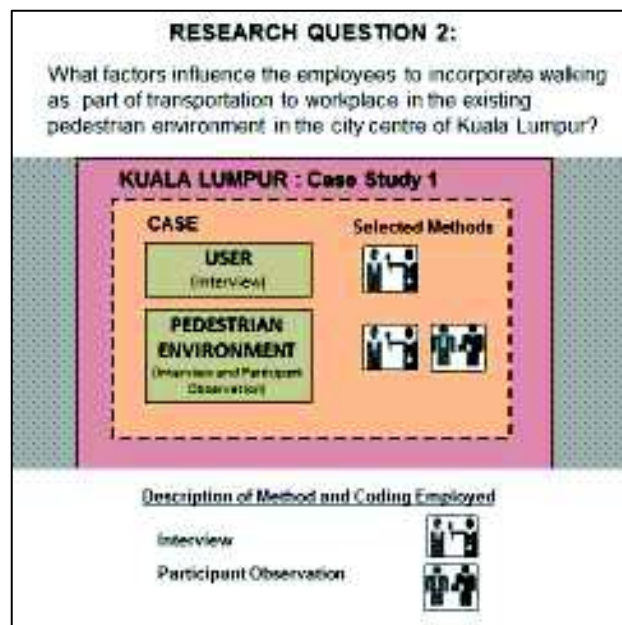 RESEARCH QUESTION 2:
What factors influence the employees to incorporate walking
as part of transportation to workplace in the existing
pedestrian environment in the city centre of Kuala Lumpur?
KUALA LUMPUR : Case Study 1
CASE
Selected Methods
USER
(Interview)
PEDESTRIAN
ENVIRONMENT
(Interview and Participant
Observation)
Description of Method and Coding Employed
Interview
Participant Observation